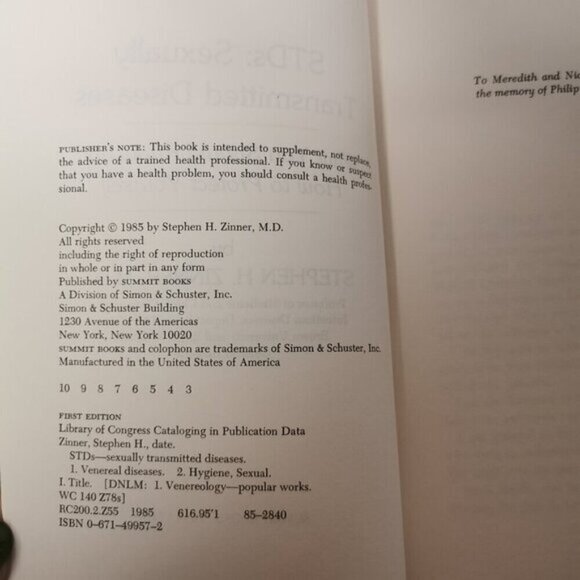 PUBLISHER'S NOTE: This book is intended to supplement, not replace,
the advice of a trained health professional. If you know or suspect
that you have a health problem, you should consult a health profes-
sional.
Copyright © 1985 by Stephen H. Zinner, M.D.
All rights reserved
including the right of reproduction
in whole or in part in any form
Published by SUMMIT BOOKS
A Division of Simon & Schuster, Inc.
Simon & Schuster Building
1230 Avenue of the Americas
New York, New York 10020
SUMMIT BOOKS and colophon are trademarks of Simon & Schuster, Inc.
Manufactured in the United States of America
10 9 8 7 6 5 4 3
FIRST EDITION
Library of Congress Cataloging in Publication Data
Zinner, Stephen H., date.
STDs—sexually transmitted diseases.
1. Venereal diseases. 2. Hygiene, Sexual.
I. Title. [DNLM: 1. Venereology—popular works.
WC 140 Z78s]
RC200.2.Z55 1985 616.95'1 85-2840
ISBN 0-671-49957-2
To Meredith and
the memory of Philip